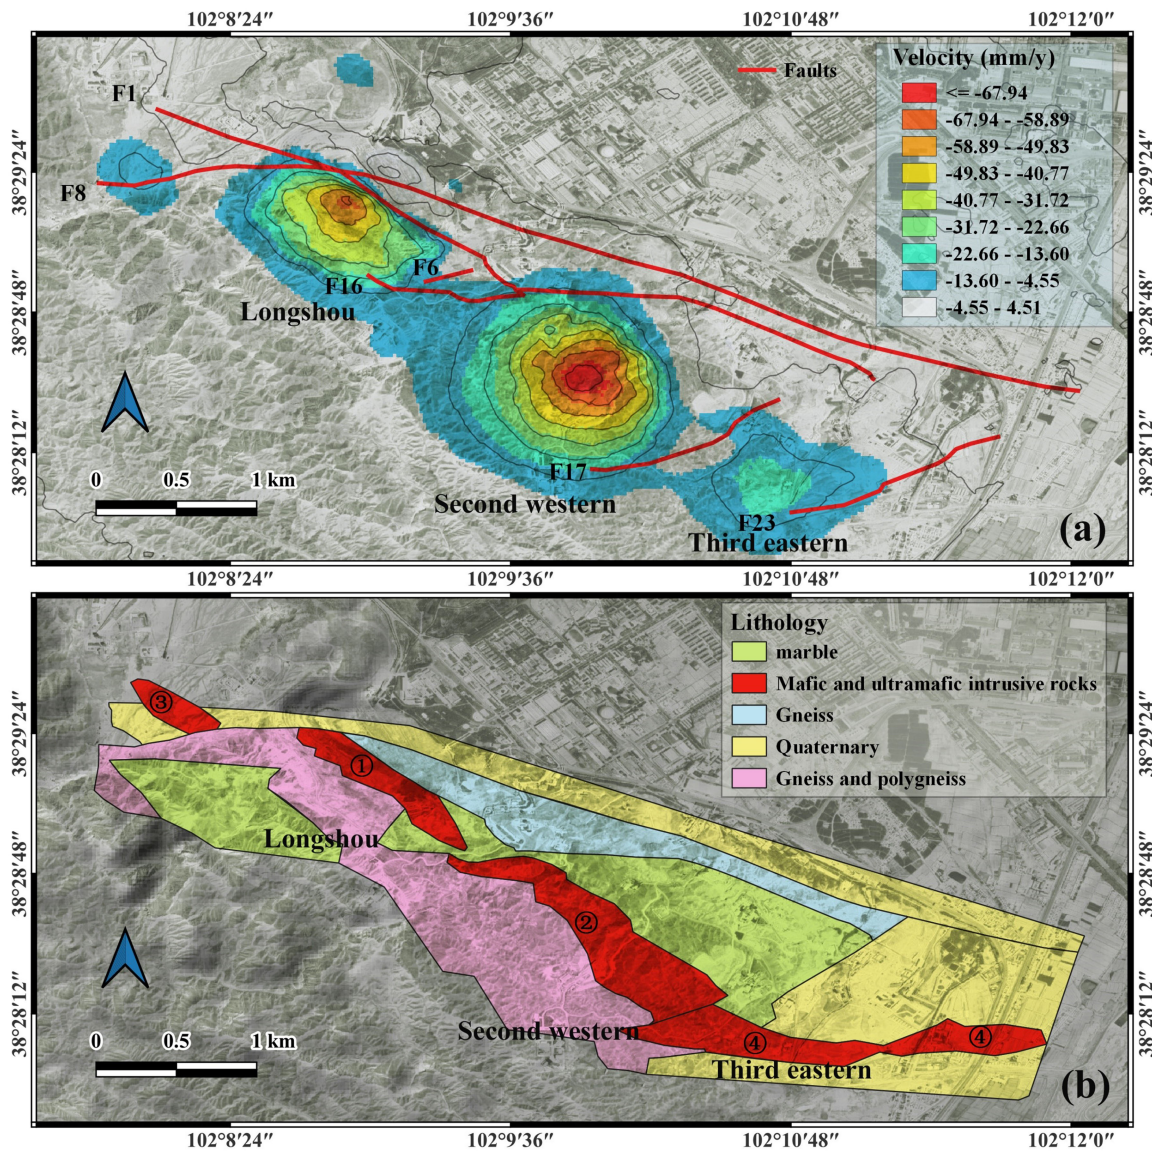 102°8′24″ 102°9′36″ 102°10′48″ 102°12′0″
Velocity (mm/y)
Faults
<= -67.94
-67.94 - -58.89
-58.89 - -49.83
-49.83 - -40.77
-40.77 - -31.72
-31.72 - -22.66
-22.66 - -13.60
-13.60 - -4.55
-4.55 - 4.51
F1
F8
F6
F16
Longshou
F17
Second western
F23
Third eastern
38°29′24″ 38°29′24″
38°28′48″ 38°28′48″
38°28′12″ 38°28′12″
0 0.5 1 km
(a)
102°8′24″ 102°9′36″ 102°10′48″ 102°12′0″
Lithology
marble
Mafic and ultramafic intrusive rocks
Gneiss
Quaternary
Gneiss and polygneiss
③
①
Longshou
②
Second western
④ ④
Third eastern
38°29′24″ 38°29′24″
38°28′48″ 38°28′48″
38°28′12″ 38°28′12″
0 0.5 1 km
(b)
102°8′24″ 102°9′36″ 102°10′48″ 102°12′0″